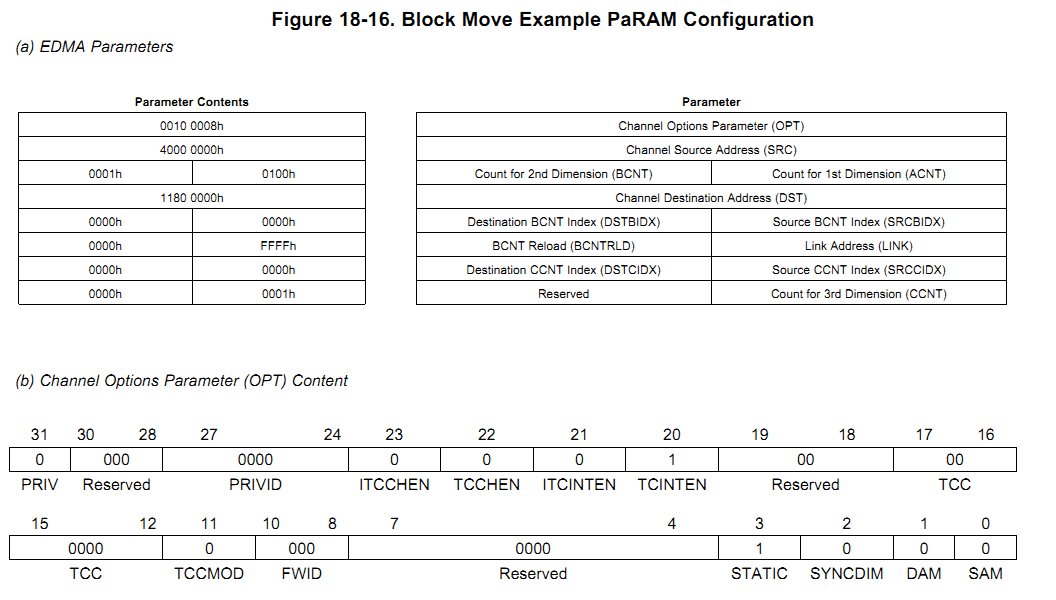 Figure 18-16. Block Move Example PaRAM Configuration
(a) EDMA Parameters
Parameter Contents Parameter
0010 0008h Channel Options Parameter (OPT)
4000 0000h Channel Source Address (SRC)
0001h 0100h Count for 2nd Dimension (BCNT) Count for 1st Dimension (ACNT)
1180 0000h Channel Destination Address (DST)
0000h 0000h Destination BCNT Index (DSTBIDX) Source BCNT Index (SRCBIDX)
0000h FFFFh BCNT Reload (BCNTRLD) Link Address (LINK)
0000h 0000h Destination CCNT Index (DSTCIDX) Source CCNT Index (SRCCIDX)
0000h 0001h Reserved Count for 3rd Dimension (CCNT)
(b) Channel Options Parameter (OPT) Content
31 30 28 27 24 23 22 21 20 19 18 17 16
0 000 0000 0 0 0 1 00 00
PRIV Reserved PRIVID ITCCHEN TCCHEN ITCINTEN TCINTEN Reserved TCC
15 12 11 10 8 7 4 3 2 1 0
0000 0 000 0000 1 0 0 0
TCC TCCMOD FWID Reserved STATIC SYNCDIM DAM SAM